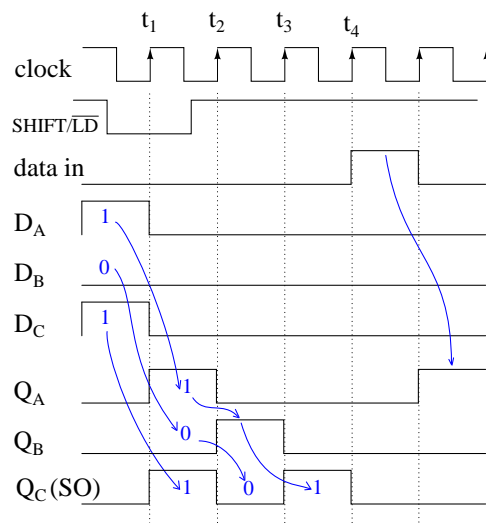 t1 t2 t3 t4
clock
SHIFT/L̅D̅
data in
DA 1
DB 0
DC 1
QA 1
QB 0
QC (SO) 1 0 1